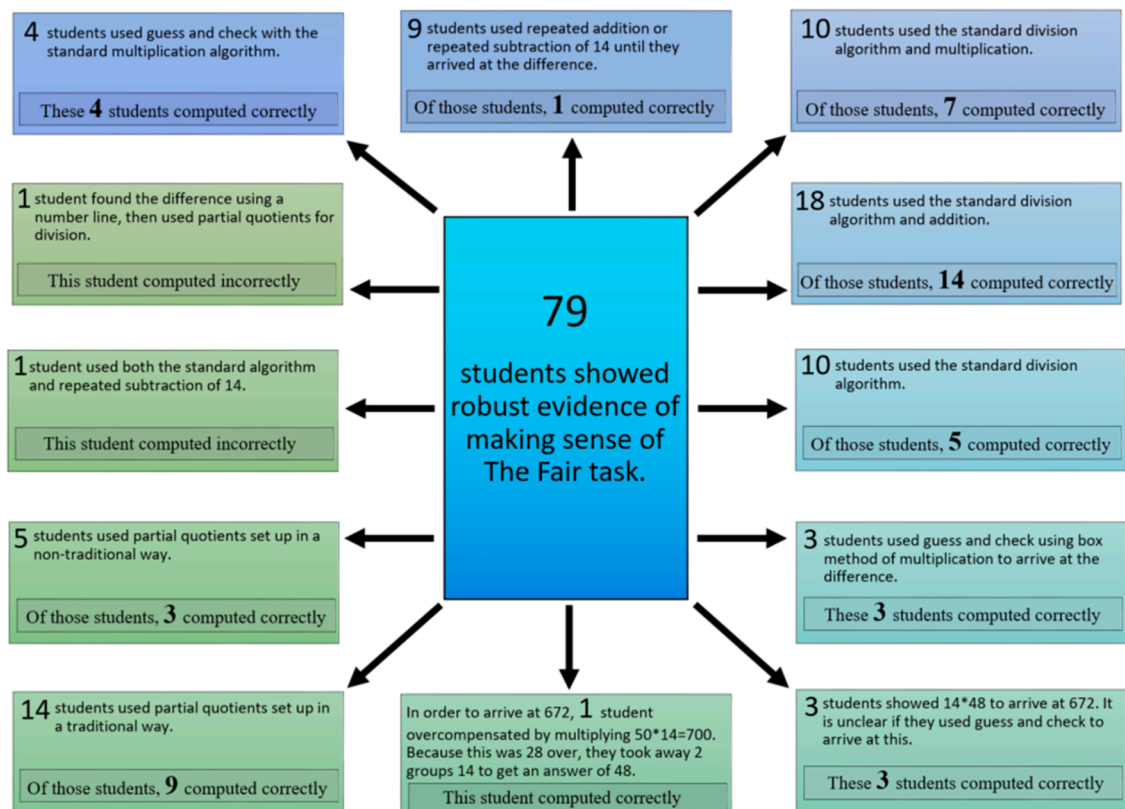 4 students used guess and check with the
standard multiplication algorithm.
These 4 students computed correctly
9 students used repeated addition or
repeated subtraction of 14 until they
arrived at the difference.
Of those students, 1 computed correctly
10 students used the standard division
algorithm and multiplication.
Of those students, 7 computed correctly
1 student found the difference using a
number line, then used partial quotients for
division.
This student computed incorrectly
18 students used the standard division
algorithm and addition.
Of those students, 14 computed correctly
79
students showed
robust evidence of
making sense of
The Fair task.
1 student used both the standard algorithm
and repeated subtraction of 14.
This student computed incorrectly
10 students used the standard division
algorithm.
Of those students, 5 computed correctly
5 students used partial quotients set up in a
non-traditional way.
Of those students, 3 computed correctly
3 students used guess and check using box
method of multiplication to arrive at the
difference.
These 3 students computed correctly
14 students used partial quotients set up in
a traditional way.
Of those students, 9 computed correctly
In order to arrive at 672, 1 student
overcompensated by multiplying 50*14=700.
Because this was 28 over, they took away 2
groups 14 to get an answer of 48.
This student computed correctly
3 students showed 14*48 to arrive at 672. It
is unclear if they used guess and check to
arrive at this.
These 3 students computed correctly